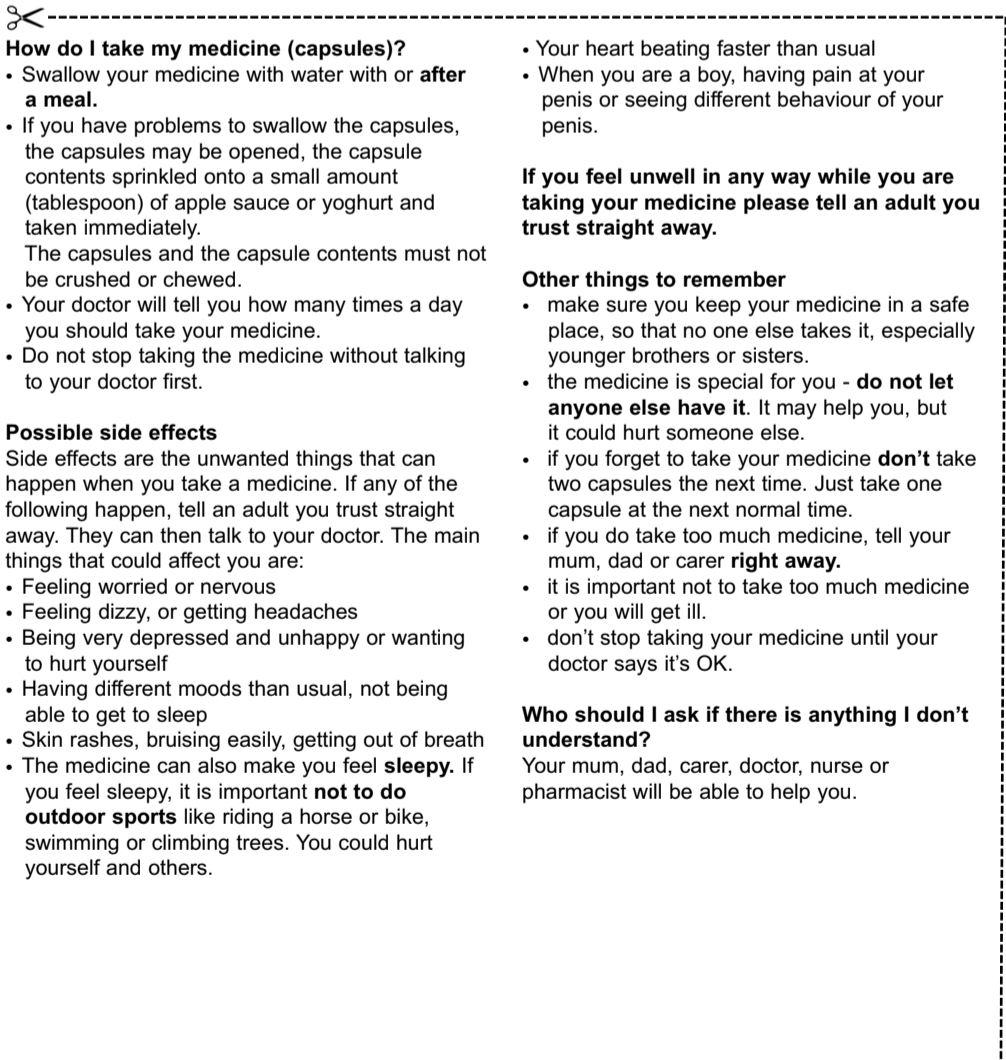 How do I take my medicine (capsules)?
• Swallow your medicine with water with or after
a meal.
• If you have problems to swallow the capsules,
the capsules may be opened, the capsule
contents sprinkled onto a small amount
(tablespoon) of apple sauce or yoghurt and
taken immediately.
The capsules and the capsule contents must not
be crushed or chewed.
• Your doctor will tell you how many times a day
you should take your medicine.
• Do not stop taking the medicine without talking
to your doctor first.
Possible side effects
Side effects are the unwanted things that can
happen when you take a medicine. If any of the
following happen, tell an adult you trust straight
away. They can then talk to your doctor. The main
things that could affect you are:
• Feeling worried or nervous
• Feeling dizzy, or getting headaches
• Being very depressed and unhappy or wanting
to hurt yourself
• Having different moods than usual, not being
able to get to sleep
• Skin rashes, bruising easily, getting out of breath
• The medicine can also make you feel sleepy. If
you feel sleepy, it is important not to do
outdoor sports like riding a horse or bike,
swimming or climbing trees. You could hurt
yourself and others.
• Your heart beating faster than usual
• When you are a boy, having pain at your
penis or seeing different behaviour of your
penis.
If you feel unwell in any way while you are
taking your medicine please tell an adult you
trust straight away.
Other things to remember
• make sure you keep your medicine in a safe
place, so that no one else takes it, especially
younger brothers or sisters.
• the medicine is special for you - do not let
anyone else have it. It may help you, but
it could hurt someone else.
• if you forget to take your medicine don't take
two capsules the next time. Just take one
capsule at the next normal time.
• if you do take too much medicine, tell your
mum, dad or carer right away.
• it is important not to take too much medicine
or you will get ill.
• don't stop taking your medicine until your
doctor says it's OK.
Who should I ask if there is anything I don't
understand?
Your mum, dad, carer, doctor, nurse or
pharmacist will be able to help you.